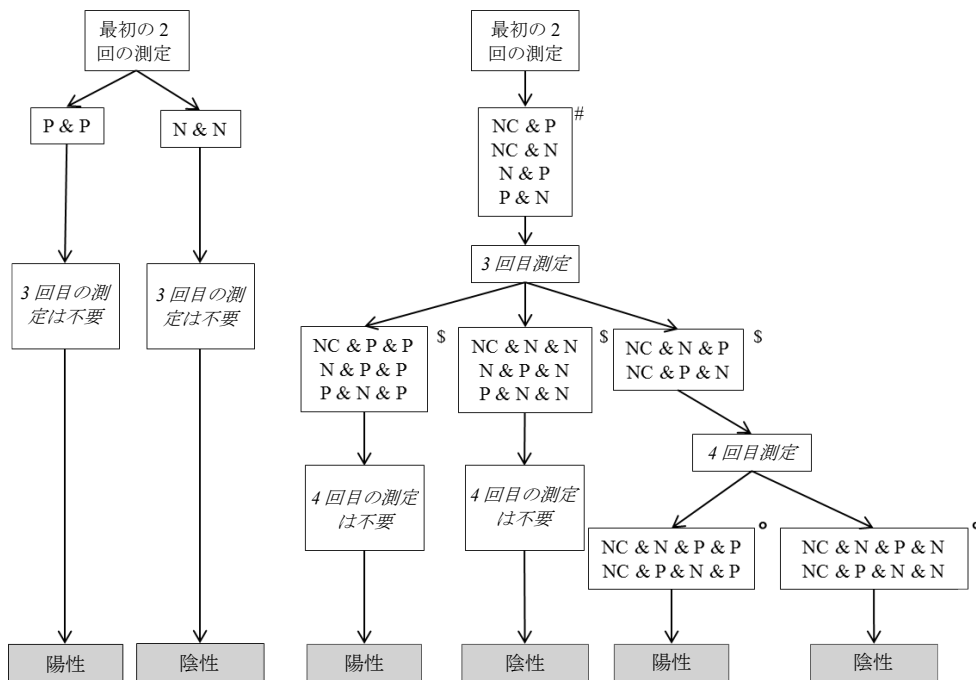 最初の2
回の測定
P & P
N & N
3 回目の測
定は不要
3 回目の測
定は不要
陽性
陰性
最初の2
回の測定
NC & P
NC & N
N & P
P & N
#
3 回目測定
NC & P & P
N & P & P
P & N & P
$
NC & N & N
N & P & N
P & N & N
$
NC & N & P
NC & P & N
$
4 回目の測定
は不要
4 回目の測定
は不要
4 回目測定
NC & N & P & P
NC & P & N & P
°
NC & N & P & N
NC & P & N & N
°
陽性
陰性
陽性
陰性